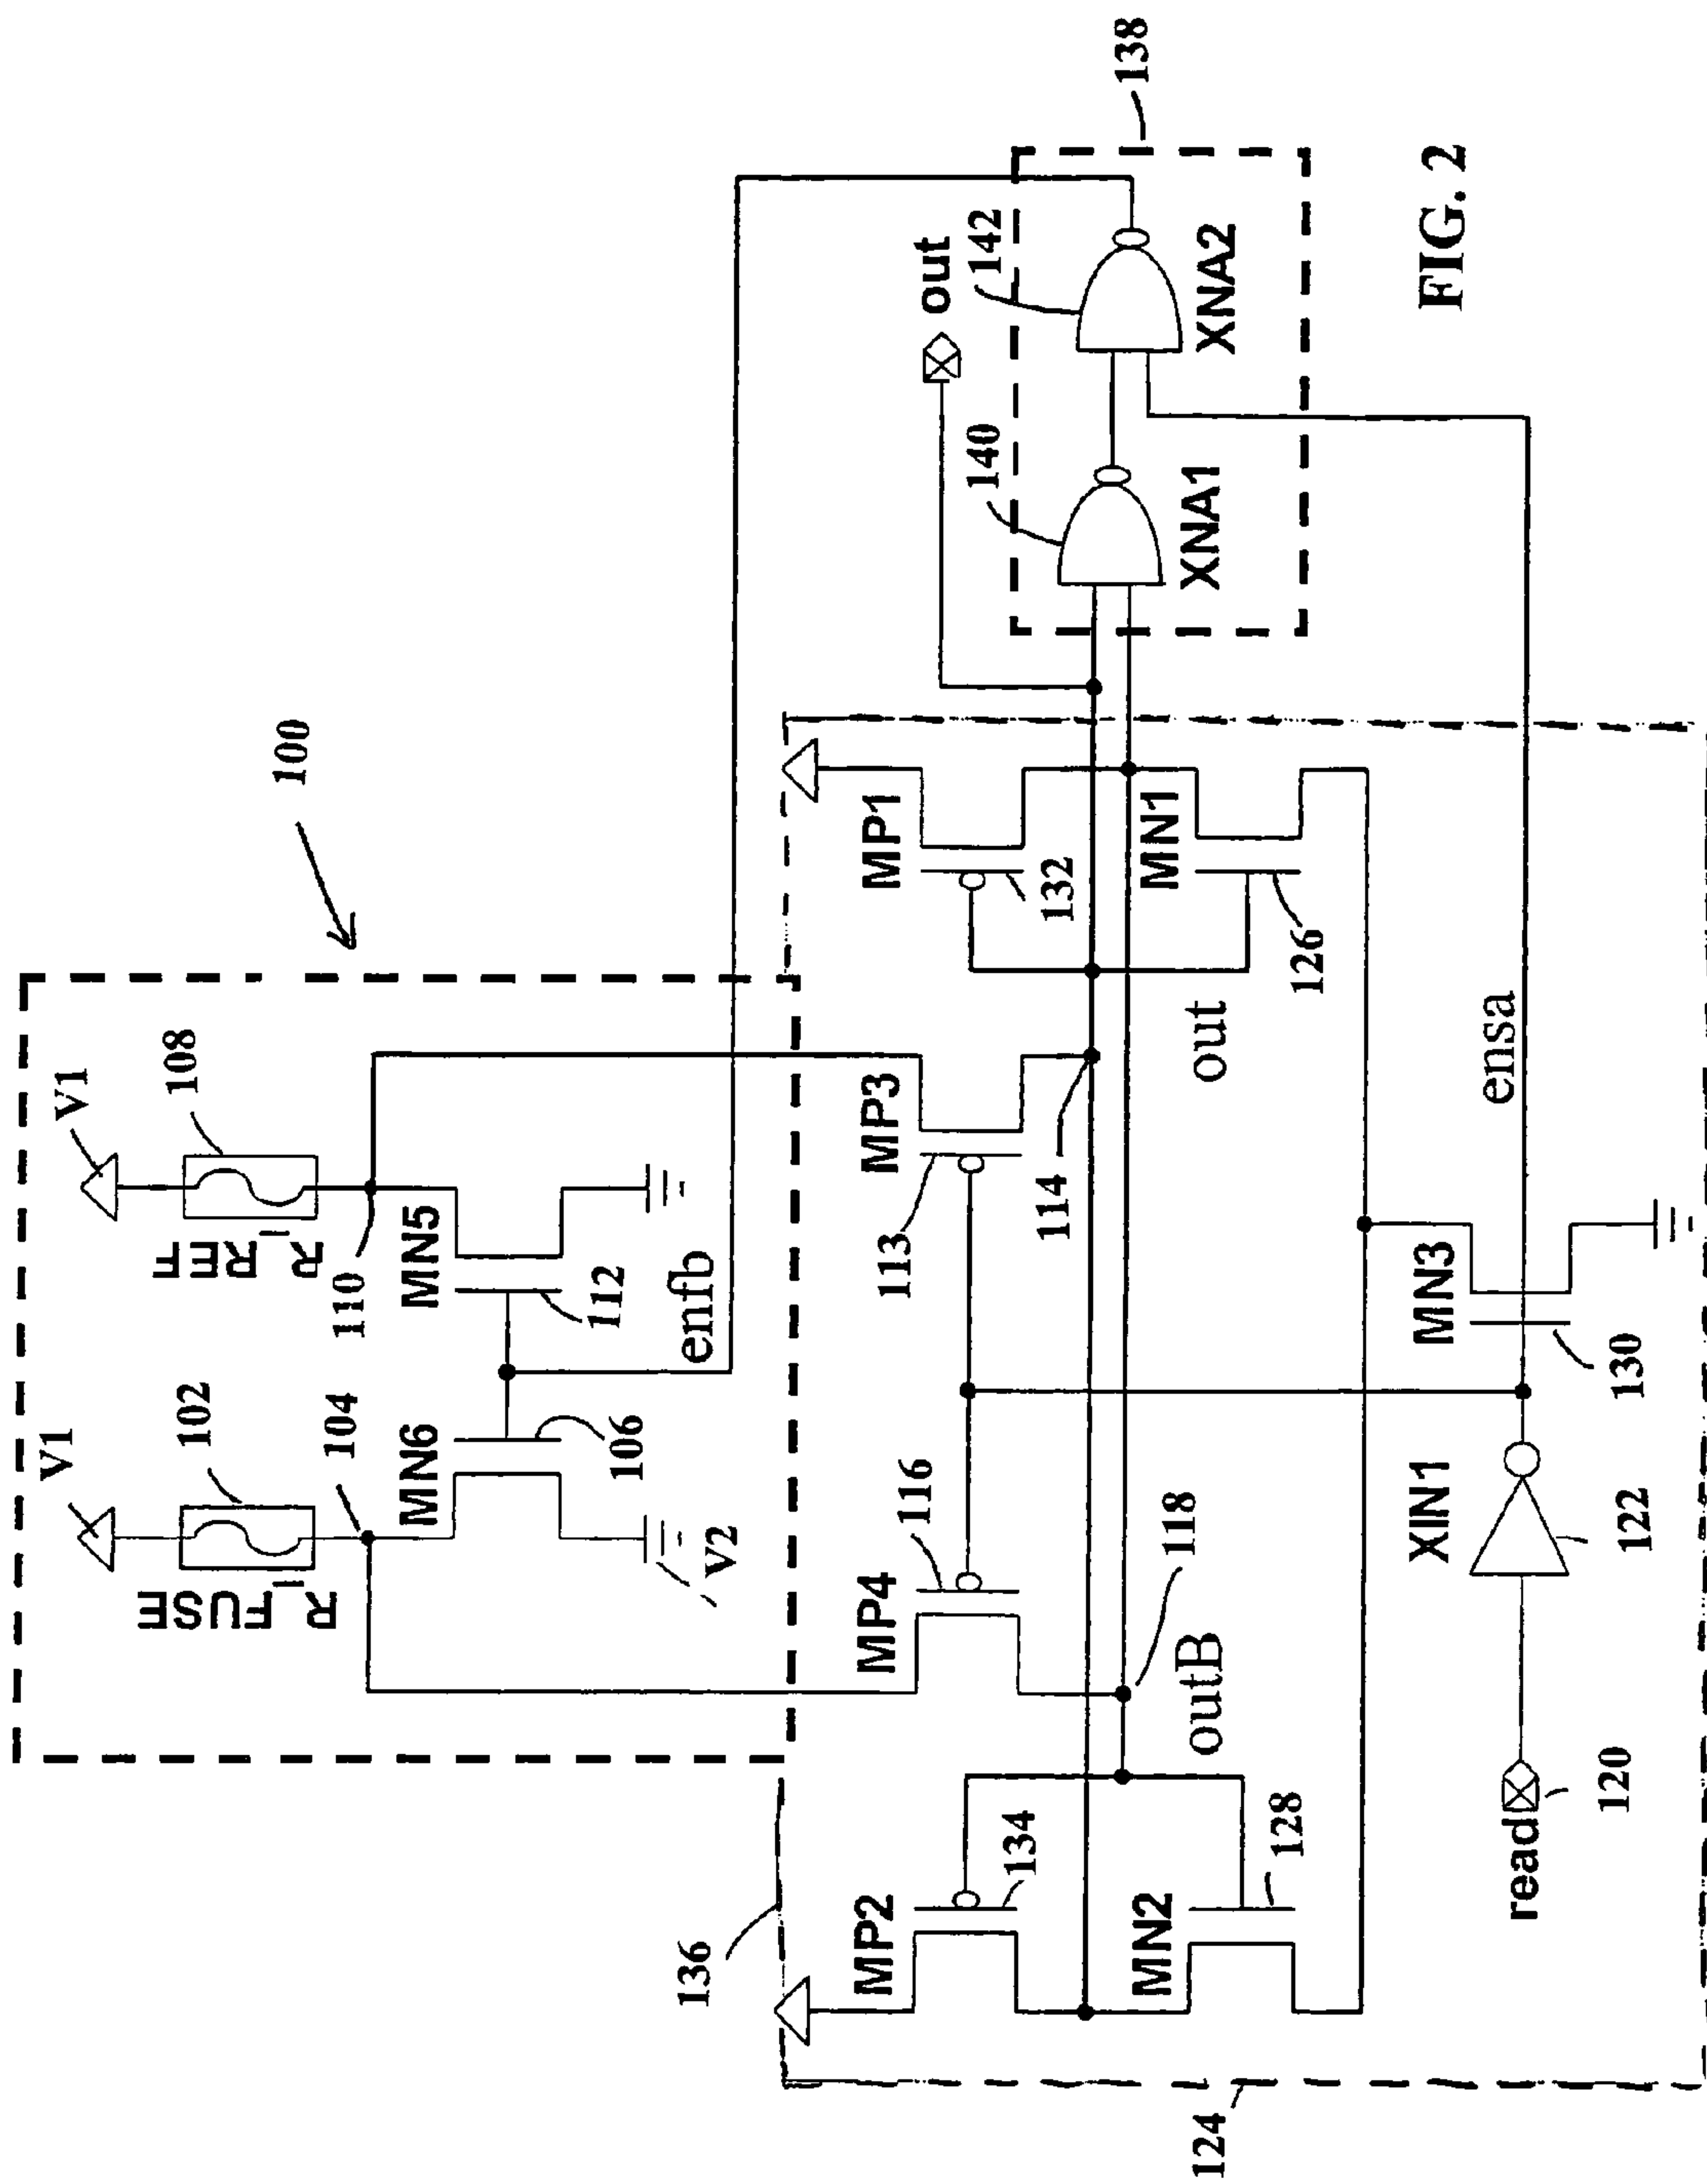 100
V1
V1
102
108
R_FUSE
R_REF
104
110
MN6
MN5
106
112
enfb
V2
136
MP2
MP4
MP3
MP1
134
116
113
132
out
138
140
142
114
XNA1
XNA2
outB
118
out
MN2
MN1
128
126
ensa
read
120
XIN1
122
MN3
130
124
FIG. 2